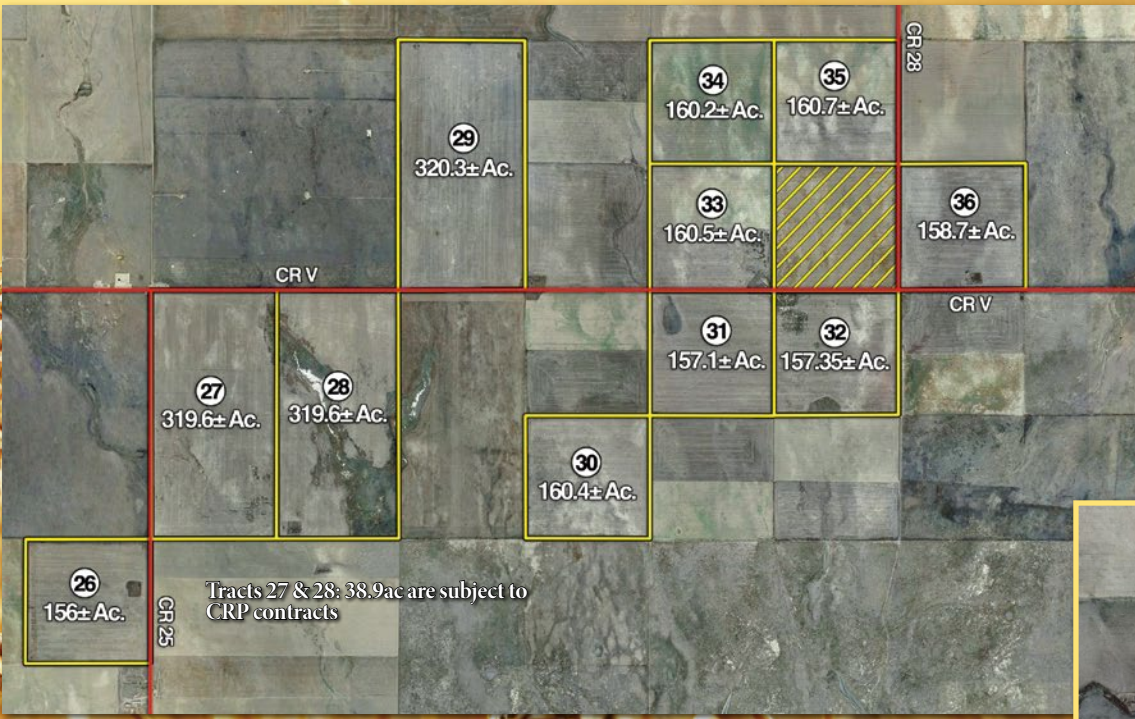 CR 28
34
160.2± Ac.
35
160.7± Ac.
29
320.3± Ac.
33
160.5± Ac.
36
158.7± Ac.
CR V
CR V
31
157.1± Ac.
32
157.35± Ac.
27
319.6± Ac.
28
319.6± Ac.
30
160.4± Ac.
26
156± Ac.
CR 25
Tracts 27 & 28: 38.9ac are subject to
CRP contracts